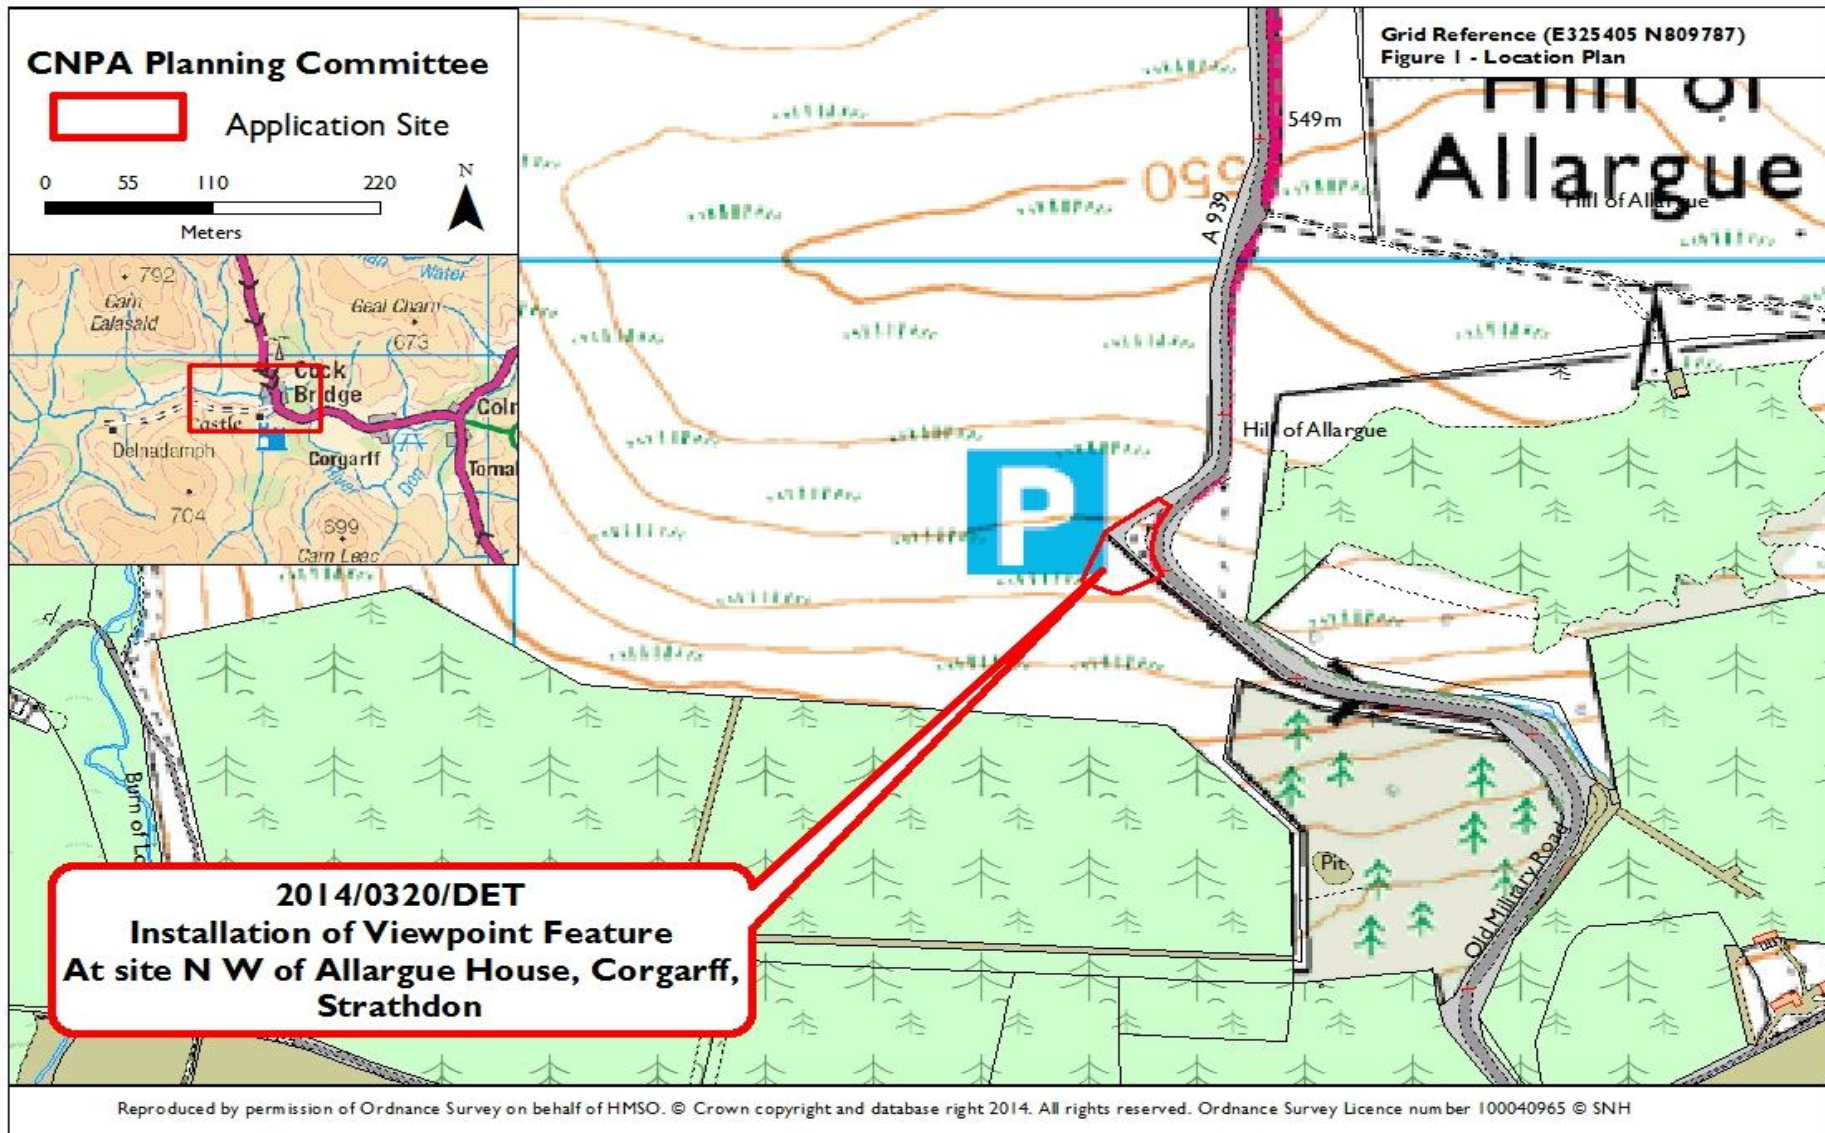 CNPA Planning Committee
Application Site
0 55 110 220
Meters
N
Grid Reference (E325405 N809787)
Figure 1 - Location Plan
Hill of
Allargue
Hill of Allargue
549m
550
A 939
Hill of Allargue
P
792
Carn
Ealasaid
Water
Geal Charn
673
Cock
Bridge
Castle
Delnadamph
Corgarff
River
Don
704
699
Carn Leac
Pit
Old Military Road
Burn of
2014/0320/DET
Installation of Viewpoint Feature
At site N W of Allargue House, Corgarff,
Strathdon
Reproduced by permission of Ordnance Survey on behalf of HMSO. © Crown copyright and database right 2014. All rights reserved. Ordnance Survey Licence number 100040965 © SNH